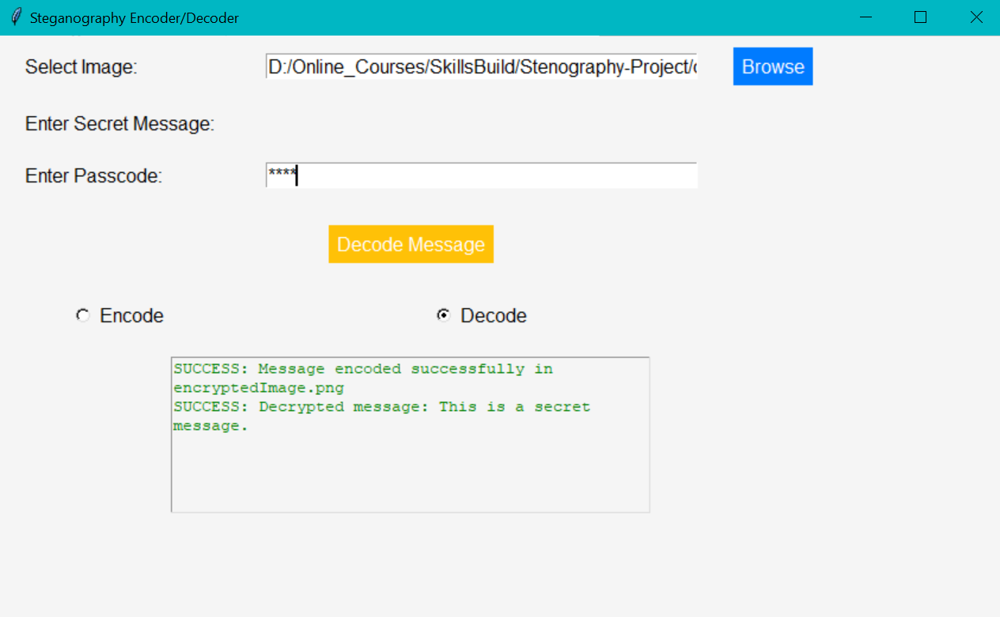 Steganography Encoder/Decoder
Select Image: D:/Online_Courses/SkillsBuild/Stenography-Project/ Browse
Enter Secret Message:
Enter Passcode: ****
Decode Message
Encode Decode
SUCCESS: Message encoded successfully in
encryptedImage.png
SUCCESS: Decrypted message: This is a secret
message.